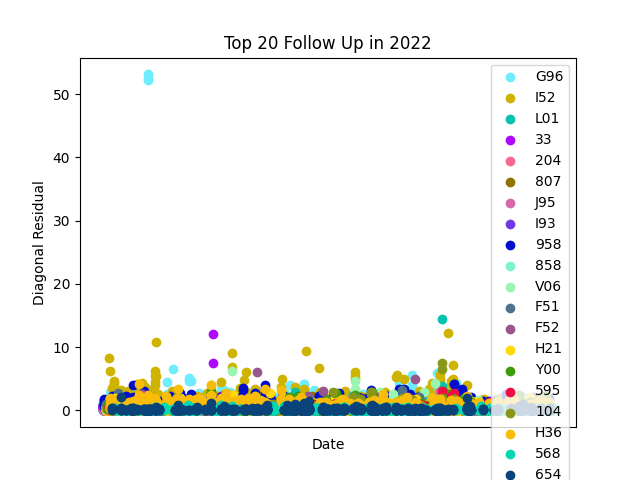 Top 20 Follow Up in 2022
Diagonal Residual
50
40
30
20
10
0
Date
G96
I52
L01
33
204
807
J95
I93
958
858
V06
F51
F52
H21
Y00
595
104
H36
568
654